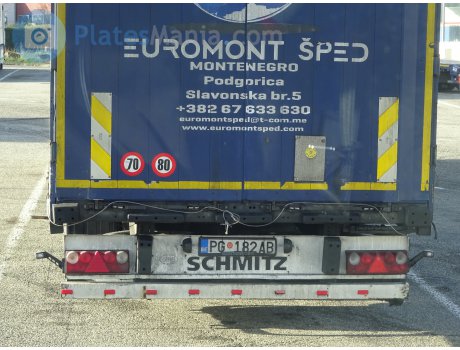 PlatesMania.com
EUROMONT ŠPED
MONTENEGRO
Podgorica
Slavonska br.5
+382 67 633 630
euromontsped@t-com.me
www.euromontsped.com
70 80
PG 182AB
SCHMITZ